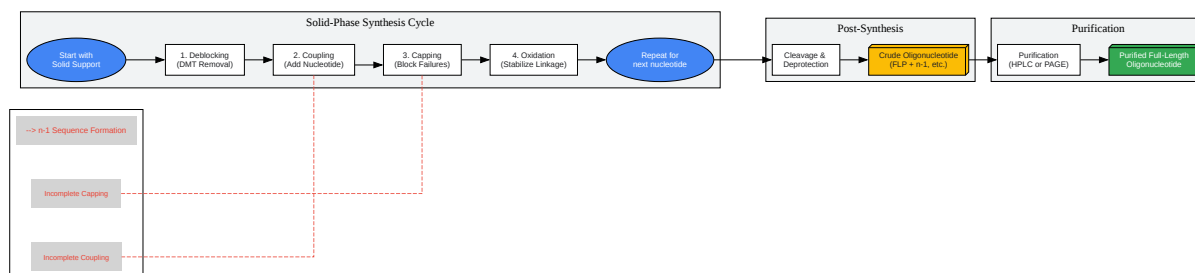 Solid-Phase Synthesis Cycle
Start with
Solid Support
1. Deblocking
(DMT Removal)
2. Coupling
(Add Nucleotide)
3. Capping
(Block Failures)
4. Oxidation
(Stabilize Linkage)
Repeat for
next nucleotide
Post-Synthesis
Cleavage &
Deprotection
Crude Oligonucleotide
(FLP + n-1, etc.)
Purification
Purification
(HPLC or PAGE)
Purified Full-Length
Oligonucleotide
--> n-1 Sequence Formation
Incomplete Capping
Incomplete Coupling